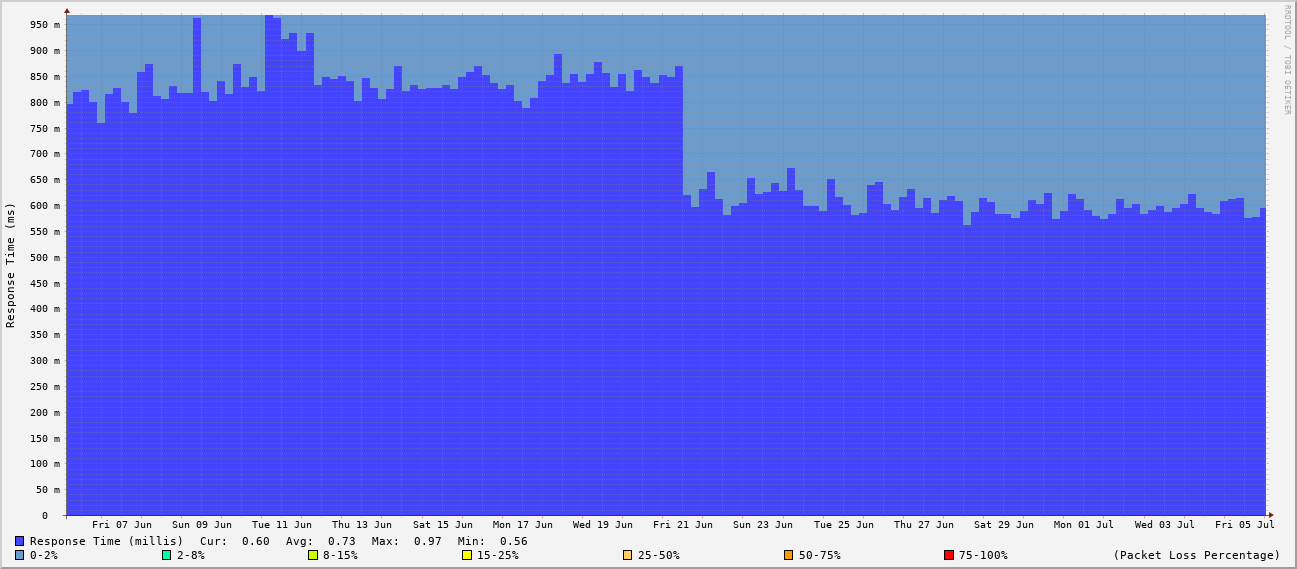 950 m
900 m
850 m
800 m
750 m
700 m
650 m
600 m
550 m
500 m
450 m
400 m
350 m
300 m
250 m
200 m
150 m
100 m
50 m
0
Response Time (ms)
RRDTOOL / TOBI OETIKER
Fri 07 Jun Sun 09 Jun Tue 11 Jun Thu 13 Jun Sat 15 Jun Mon 17 Jun Wed 19 Jun Fri 21 Jun Sun 23 Jun Tue 25 Jun Thu 27 Jun Sat 29 Jun Mon 01 Jul Wed 03 Jul Fri 05 Jul
Response Time (millis) Cur: 0.60 Avg: 0.73 Max: 0.97 Min: 0.56
0-2% 2-8% 8-15% 15-25% 25-50% 50-75% 75-100% (Packet Loss Percentage)